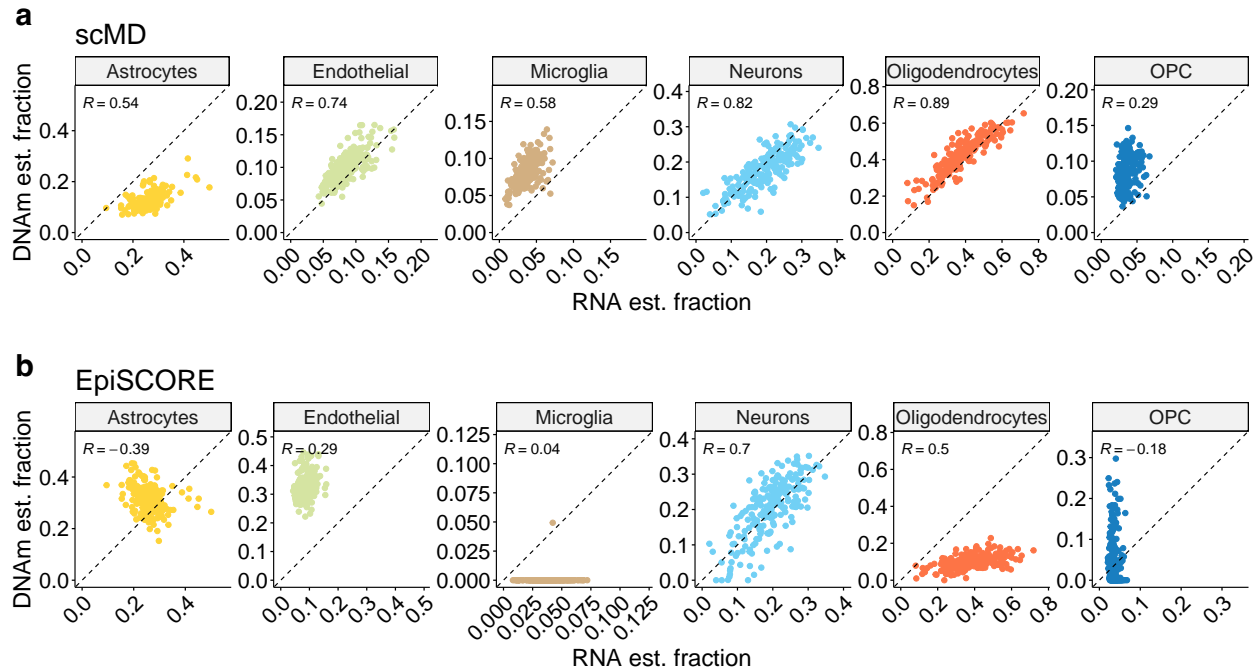 a
scMD
Astrocytes
Endothelial
Microglia
Neurons
Oligodendrocytes
OPC
DNAm est. fraction
R = 0.54
0.4
0.2
0.0
0.0 0.2 0.4
R = 0.74
0.20
0.15
0.10
0.05
0.00
0.00 0.05 0.10 0.15 0.20
R = 0.58
0.15
0.10
0.05
0.00
0.00 0.05 0.10 0.15
R = 0.82
0.4
0.3
0.2
0.1
0.0
0.0 0.1 0.2 0.3 0.4
R = 0.89
0.8
0.6
0.4
0.2
0.0
0.0 0.2 0.4 0.6 0.8
R = 0.29
0.20
0.15
0.10
0.05
0.00
0.00 0.05 0.10 0.15 0.20
RNA est. fraction
b
EpiSCORE
Astrocytes
Endothelial
Microglia
Neurons
Oligodendrocytes
OPC
DNAm est. fraction
R = −0.39
0.4
0.2
0.0
0.0 0.2 0.4
R = 0.29
0.5
0.4
0.3
0.2
0.1
0.0
0.0 0.1 0.2 0.3 0.4 0.5
R = 0.04
0.125
0.100
0.075
0.050
0.025
0.000
0.000 0.025 0.050 0.075 0.100 0.125
R = 0.7
0.4
0.3
0.2
0.1
0.0
0.0 0.1 0.2 0.3 0.4
R = 0.5
0.8
0.6
0.4
0.2
0.0
0.0 0.2 0.4 0.6 0.8
R = −0.18
0.3
0.2
0.1
0.0
0.0 0.1 0.2 0.3
RNA est. fraction